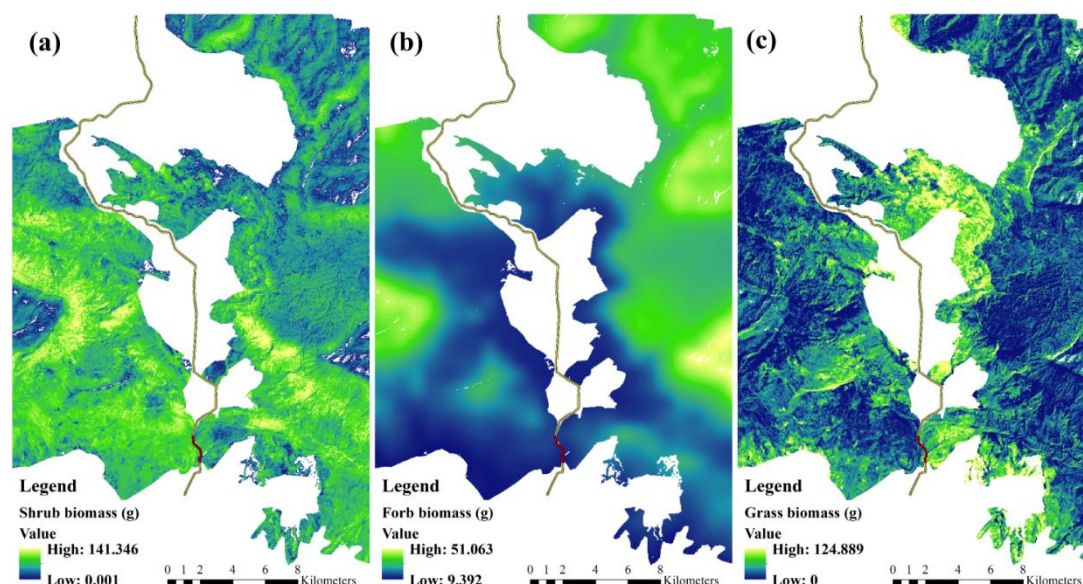 (a)
Legend
Shrub biomass (g)
Value
High: 141.346
Low: 0.001
0 1 2 4 6 8
Kilometers
(b)
Legend
Forb biomass (g)
Value
High: 51.063
Low: 9.392
0 1 2 4 6 8
Kilometers
(c)
Legend
Grass biomass (g)
Value
High: 124.889
Low: 0
0 1 2 4 6 8
Kilometers